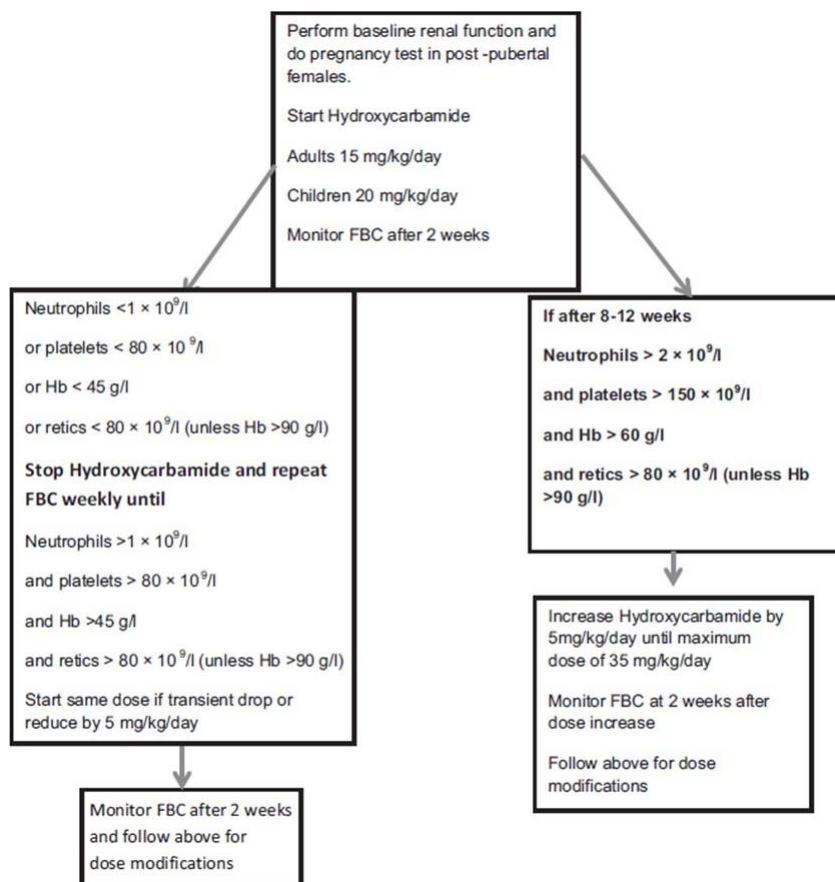 Perform baseline renal function and
do pregnancy test in post -pubertal
females.
Start Hydroxycarbamide
Adults 15 mg/kg/day
Children 20 mg/kg/day
Monitor FBC after 2 weeks
Neutrophils <1 × 10⁹/l
or platelets < 80 × 10 ⁹/l
or Hb < 45 g/l
or retics < 80 × 10⁹/l (unless Hb >90 g/l)
Stop Hydroxycarbamide and repeat
FBC weekly until
Neutrophils >1 × 10⁹/l
and platelets > 80 × 10⁹/l
and Hb >45 g/l
and retics > 80 × 10⁹/l (unless Hb >90 g/l)
Start same dose if transient drop or
reduce by 5 mg/kg/day
Monitor FBC after 2 weeks
and follow above for
dose modifications
If after 8-12 weeks
Neutrophils > 2 × 10⁹/l
and platelets > 150 × 10⁹/l
and Hb > 60 g/l
and retics > 80 × 10⁹/l (unless Hb
>90 g/l)
Increase Hydroxycarbamide by
5mg/kg/day until maximum
dose of 35 mg/kg/day
Monitor FBC at 2 weeks after
dose increase
Follow above for dose
modifications